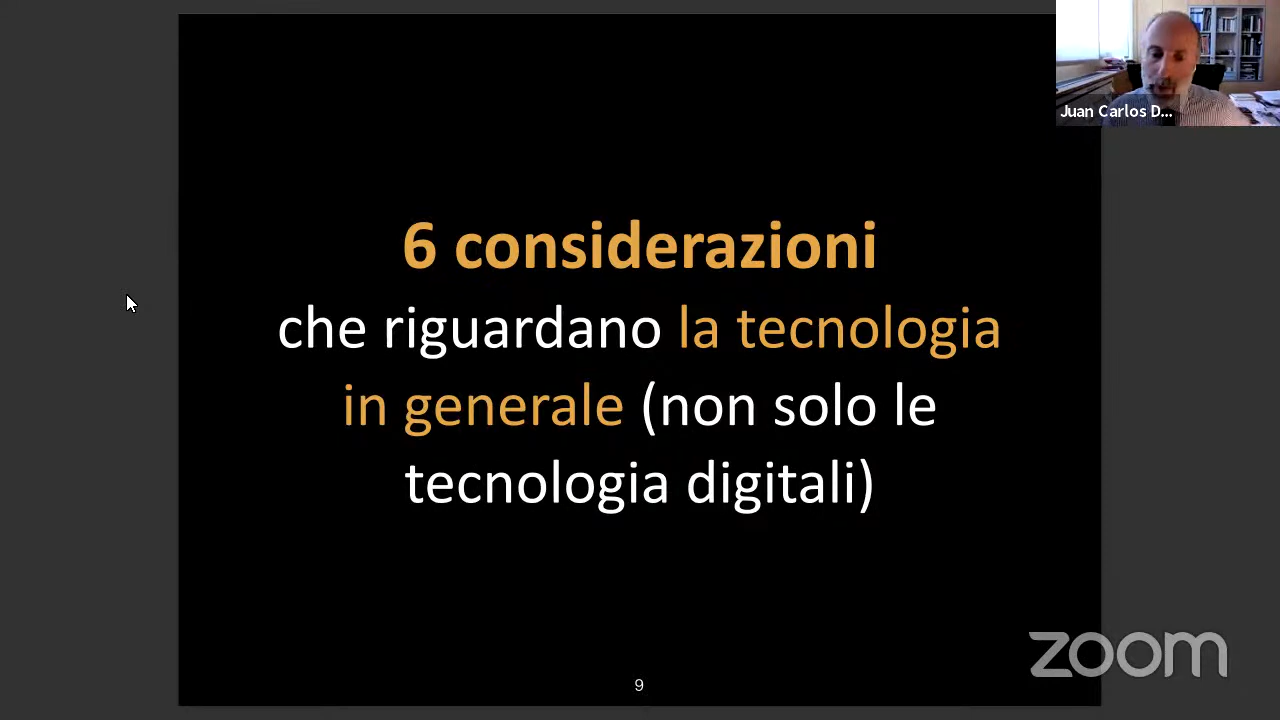 Juan Carlos D...
6 considerazioni
che riguardano la tecnologia
in generale (non solo le
tecnologia digitali)
zoom
9